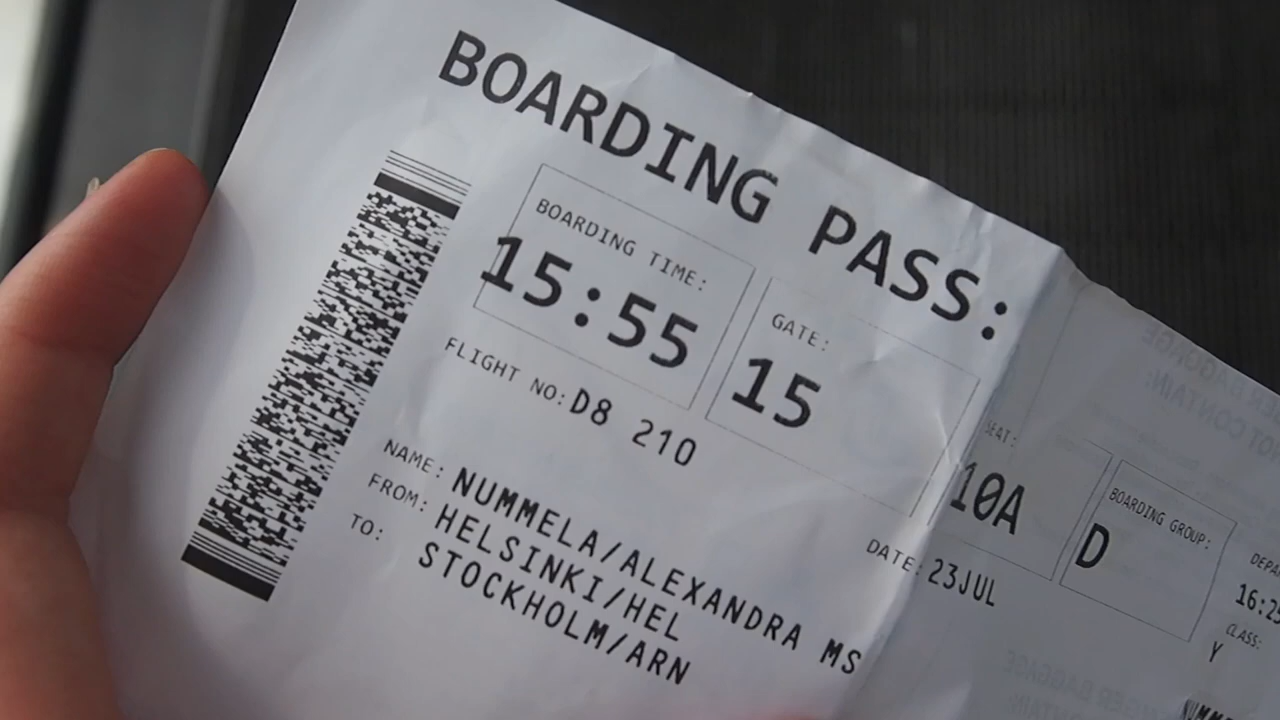 BOARDING PASS:
BOARDING TIME:
15:55
GATE:
15
SEAT:
10A
BOARDING GROUP:
D
FLIGHT NO: D8 210
DATE: 23JUL
NAME: NUMMELA/ALEXANDRA MS
FROM: HELSINKI/HEL
TO: STOCKHOLM/ARN
16:25
CLASS:
Y